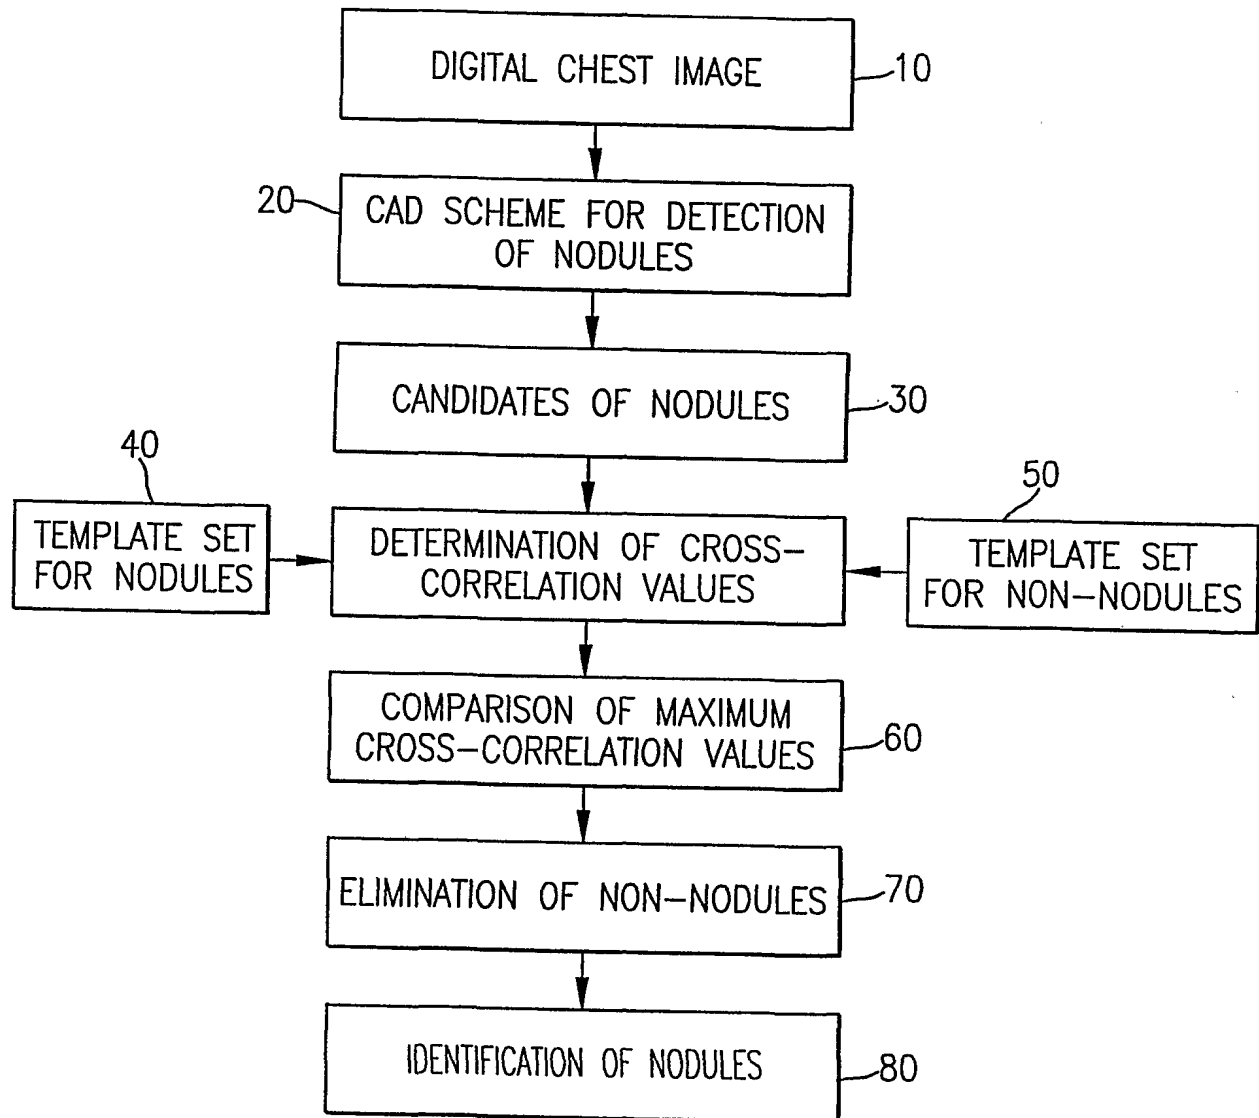 DIGITAL CHEST IMAGE
10
20
CAD SCHEME FOR DETECTION
OF NODULES
CANDIDATES OF NODULES
30
40
TEMPLATE SET
FOR NODULES
DETERMINATION OF CROSS-
CORRELATION VALUES
50
TEMPLATE SET
FOR NON-NODULES
COMPARISON OF MAXIMUM
CROSS-CORRELATION VALUES
60
ELIMINATION OF NON-NODULES
70
IDENTIFICATION OF NODULES
80